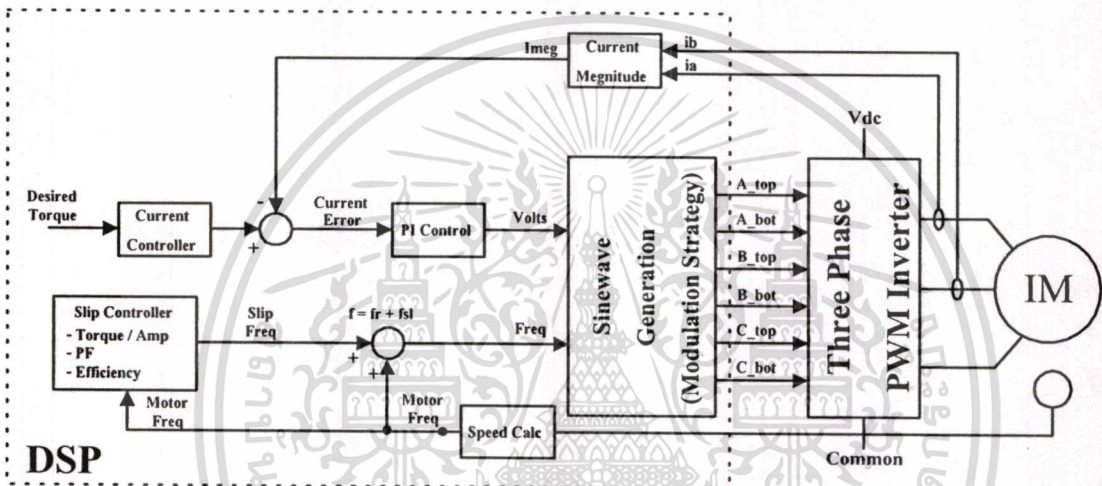 Imeg
Current
Megnitude
ib
ia
Vdc
Desired
Torque
Current
Controller
-
+
Current
Error
PI Control
Volts
Sinewave
Generation
(Modulation Strategy)
A_top
A_bot
B_top
B_bot
C_top
C_bot
Three Phase
PWM Inverter
IM
Slip Controller
- Torque / Amp
- PF
- Efficiency
Slip
Freq
f = fr + fsl
+
+
Freq
Motor
Freq
Motor
Freq
Speed Calc
Common
DSP